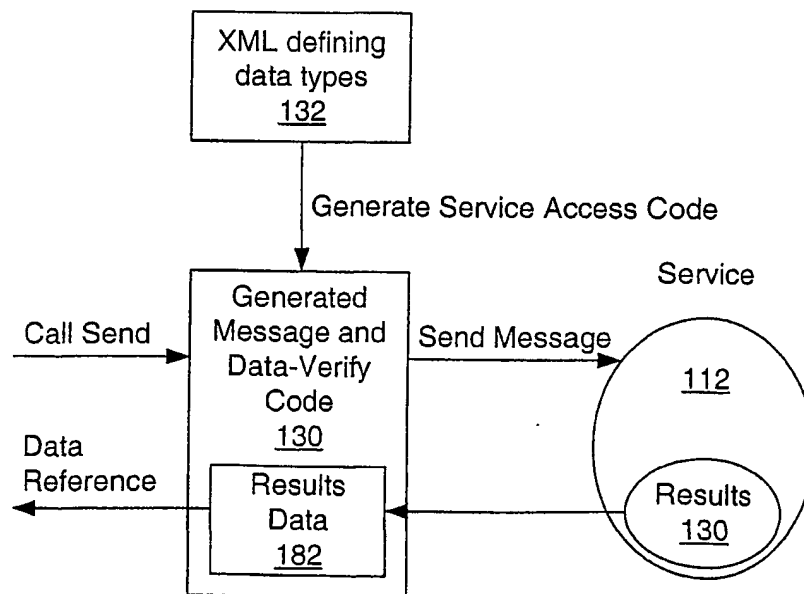 XML defining
data types
132
Generate Service Access Code
Service
Call Send
Generated
Message and
Data-Verify
Code
130
Send Message
112
Data
Reference
Results
Data
182
Results
130